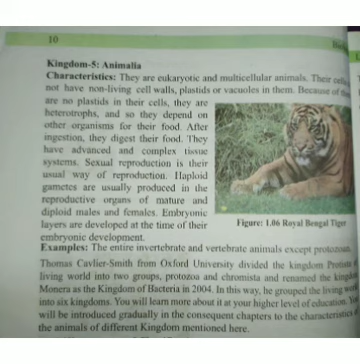 10
Kingdom-5: Animalia
Characteristics: They are eukaryotic and multicellular animals. Their cells
not have non-living cell walls, plastids or vacuoles in them. Because of
are no plastids in their cells, they are
heterotrophs, and so they depend on
other organisms for their food. After
ingestion, they digest their food. They
have advanced and complex tissue
systems. Sexual reproduction is their
usual way of reproduction. Haploid
gametes are usually produced in the
reproductive organs of mature and
diploid males and females. Embryonic
layers are developed at the time of their
embryonic development.
Figure: 1.06 Royal Bengal Tiger
Examples: The entire invertebrate and vertebrate animals except protozoan.
Thomas Cavlier-Smith from Oxford University divided the kingdom
living world into two groups, protozoa and chromista and renamed the kingdom
Monera as the Kingdom of Bacteria in 2004. In this way, he grouped the living world
into six kingdoms. You will learn more about it at your higher level of education. You
will be introduced gradually in the consequent chapters to the characteristics
the animals of different Kingdom mentioned here.